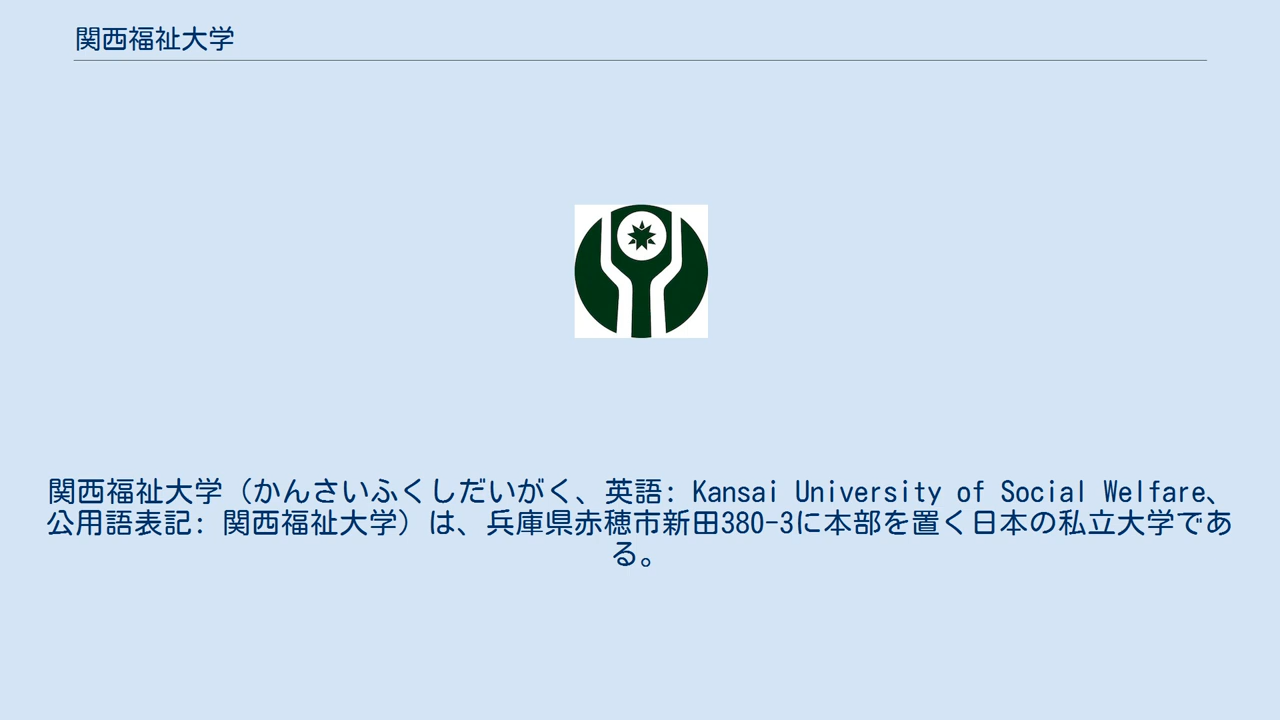 関西福祉大学
関西福祉大学（かんさいふくしだいがく、英語: Kansai University of Social Welfare、
公用語表記: 関西福祉大学）は、兵庫県赤穂市新田380-3に本部を置く日本の私立大学であ
る。